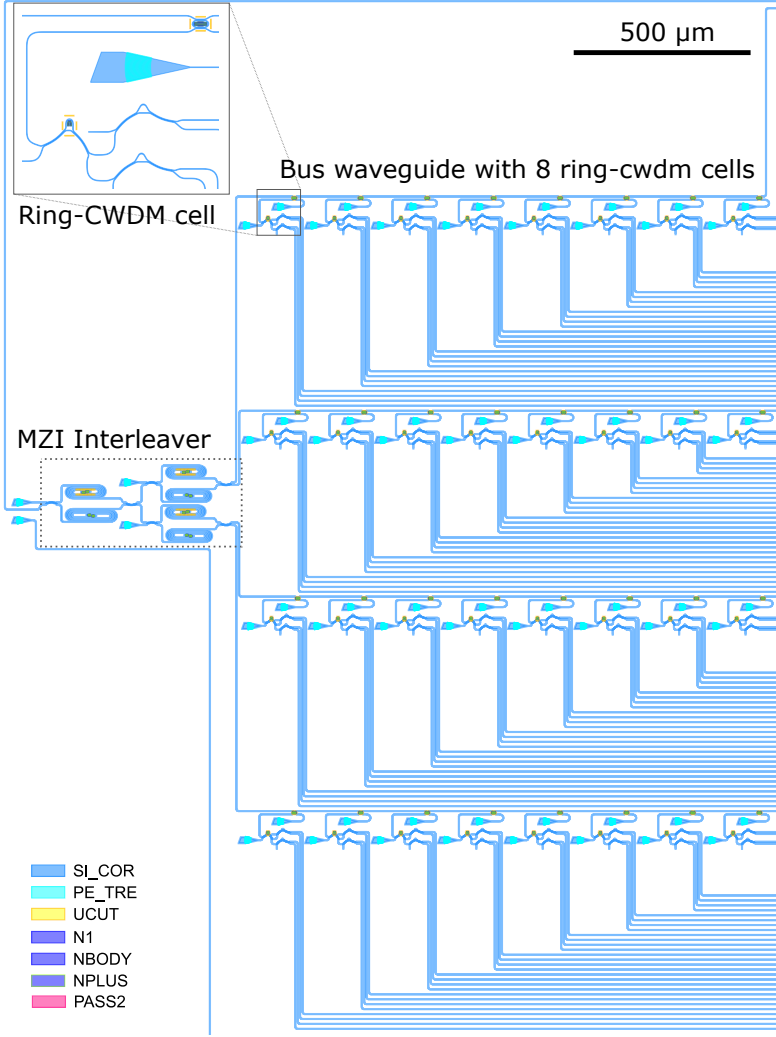 500 μm
Bus waveguide with 8 ring-cwdm cells
Ring-CWDM cell
MZI Interleaver
SI_COR
PE_TRE
UCUT
N1
NBODY
NPLUS
PASS2